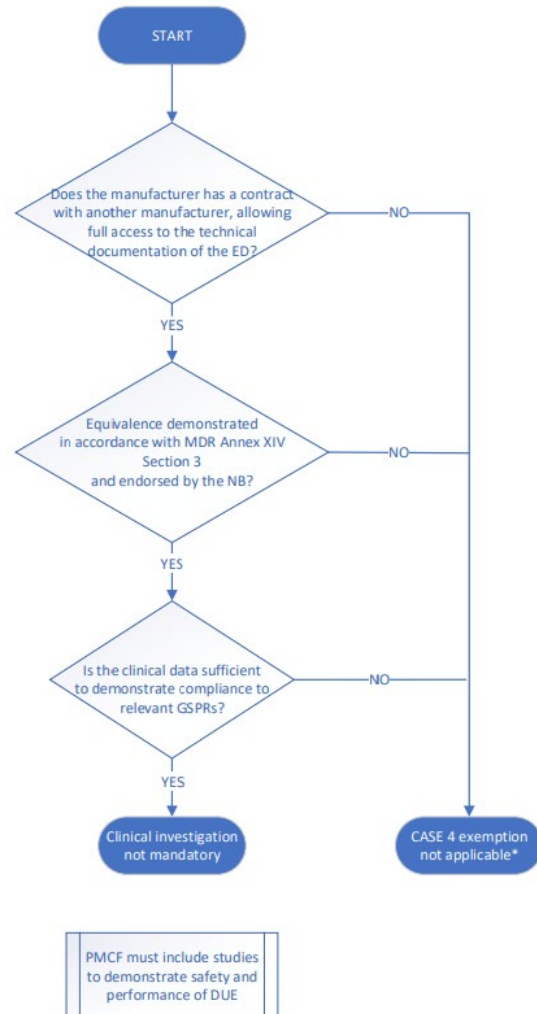 START
Does the manufacturer has a contract
with another manufacturer, allowing
full access to the technical
documentation of the ED?
NO
YES
Equivalence demonstrated
in accordance with MDR Annex XIV
Section 3
and endorsed by the NB?
NO
YES
Is the clinical data sufficient
to demonstrate compliance to
relevant GSPRs?
NO
YES
Clinical investigation
not mandatory
CASE 4 exemption
not applicable*
PMCF must include studies
to demonstrate safety and
performance of DUE